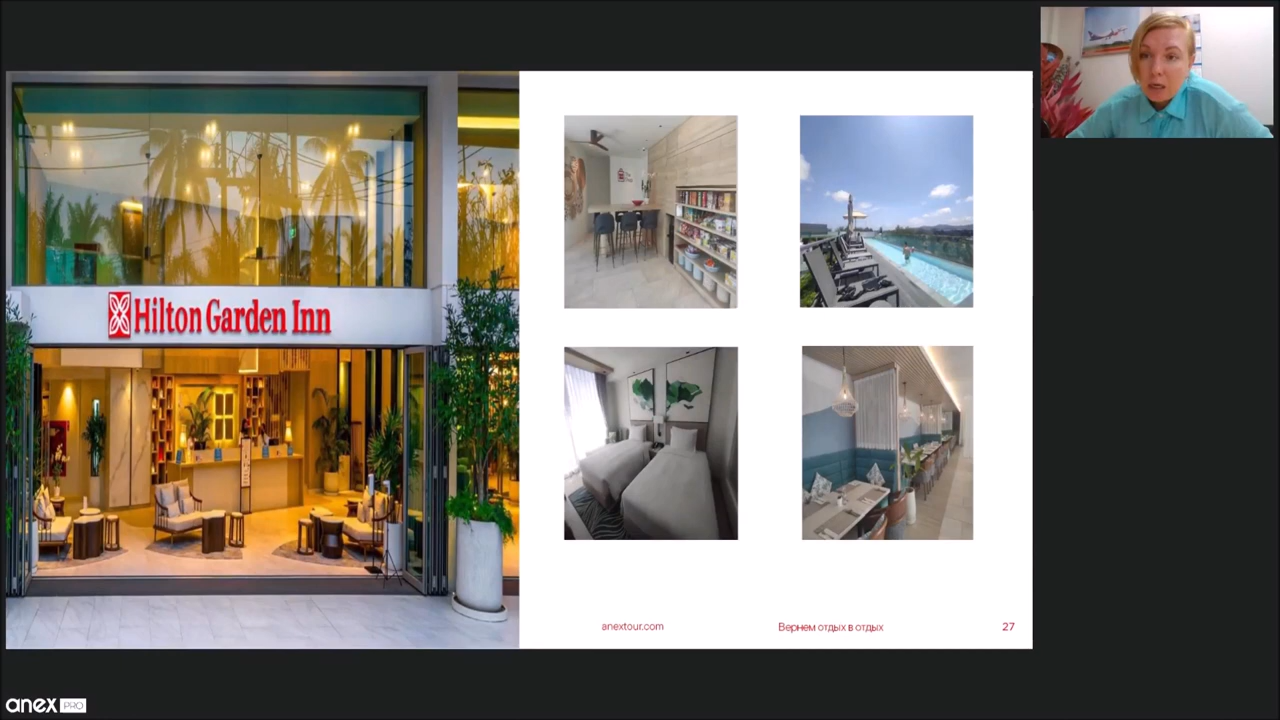 Hilton Garden Inn
anextour.com
Вернем отдых в отдых
27
anex PRO